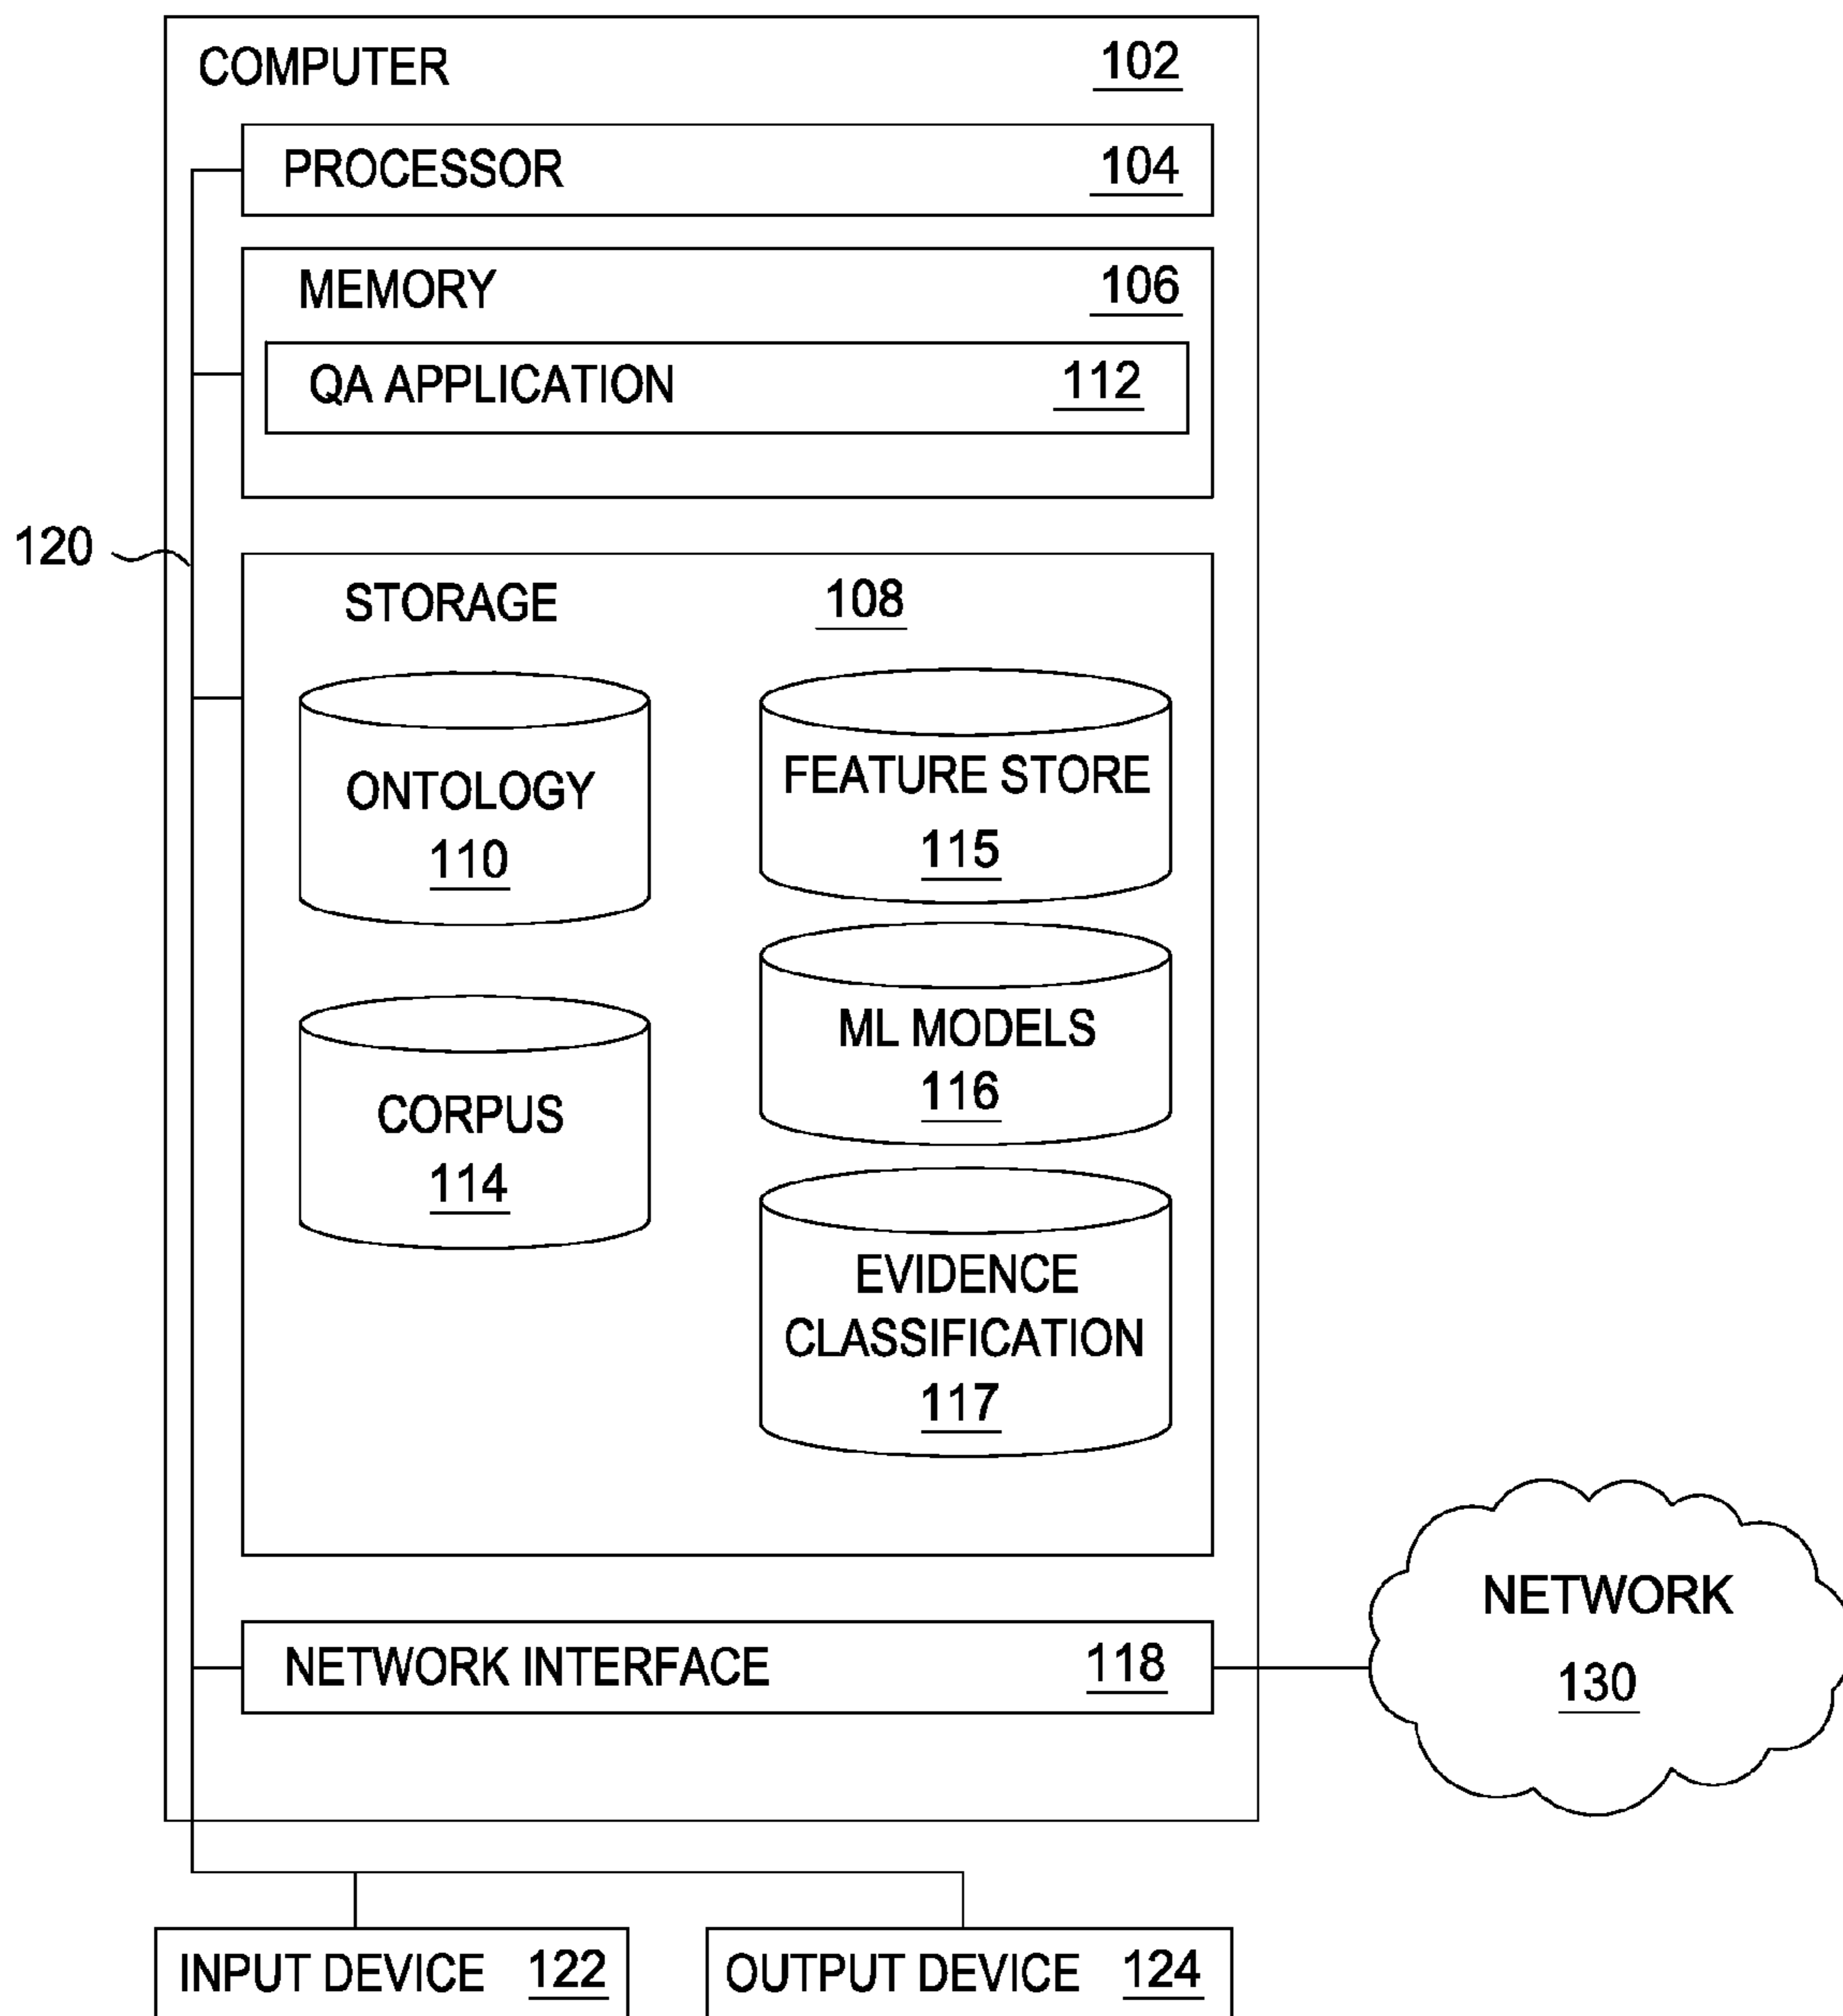 COMPUTER 102
PROCESSOR 104
MEMORY 106
QA APPLICATION 112
120
STORAGE 108
ONTOLOGY
110
FEATURE STORE
115
ML MODELS
116
CORPUS
114
EVIDENCE
CLASSIFICATION
117
NETWORK INTERFACE 118
NETWORK
130
INPUT DEVICE 122
OUTPUT DEVICE 124